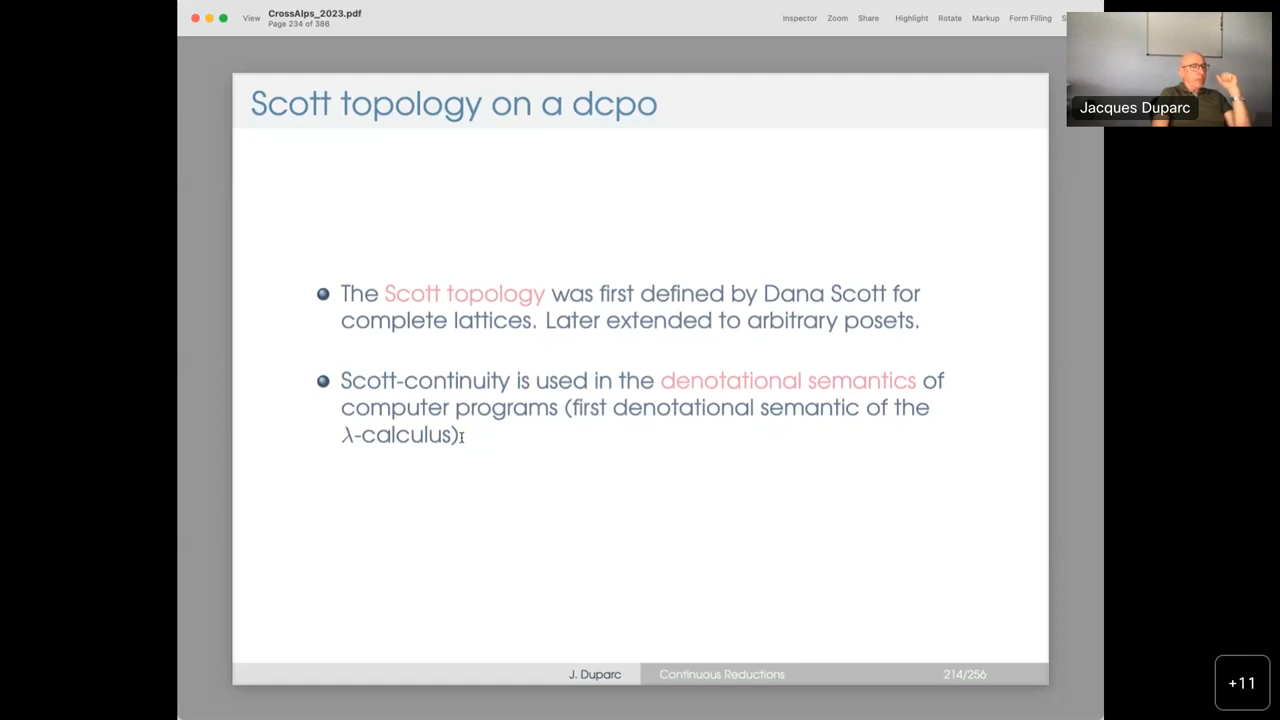 View
CrossAlps_2023.pdf
Page 234 of 386
Inspector Zoom Share Highlight Rotate Markup Form Filling
Jacques Duparc
Scott topology on a dcpo
The Scott topology was first defined by Dana Scott for
complete lattices. Later extended to arbitrary posets.
Scott-continuity is used in the denotational semantics of
computer programs (first denotational semantic of the
λ-calculus)
J. Duparc Continuous Reductions 214/256
+11